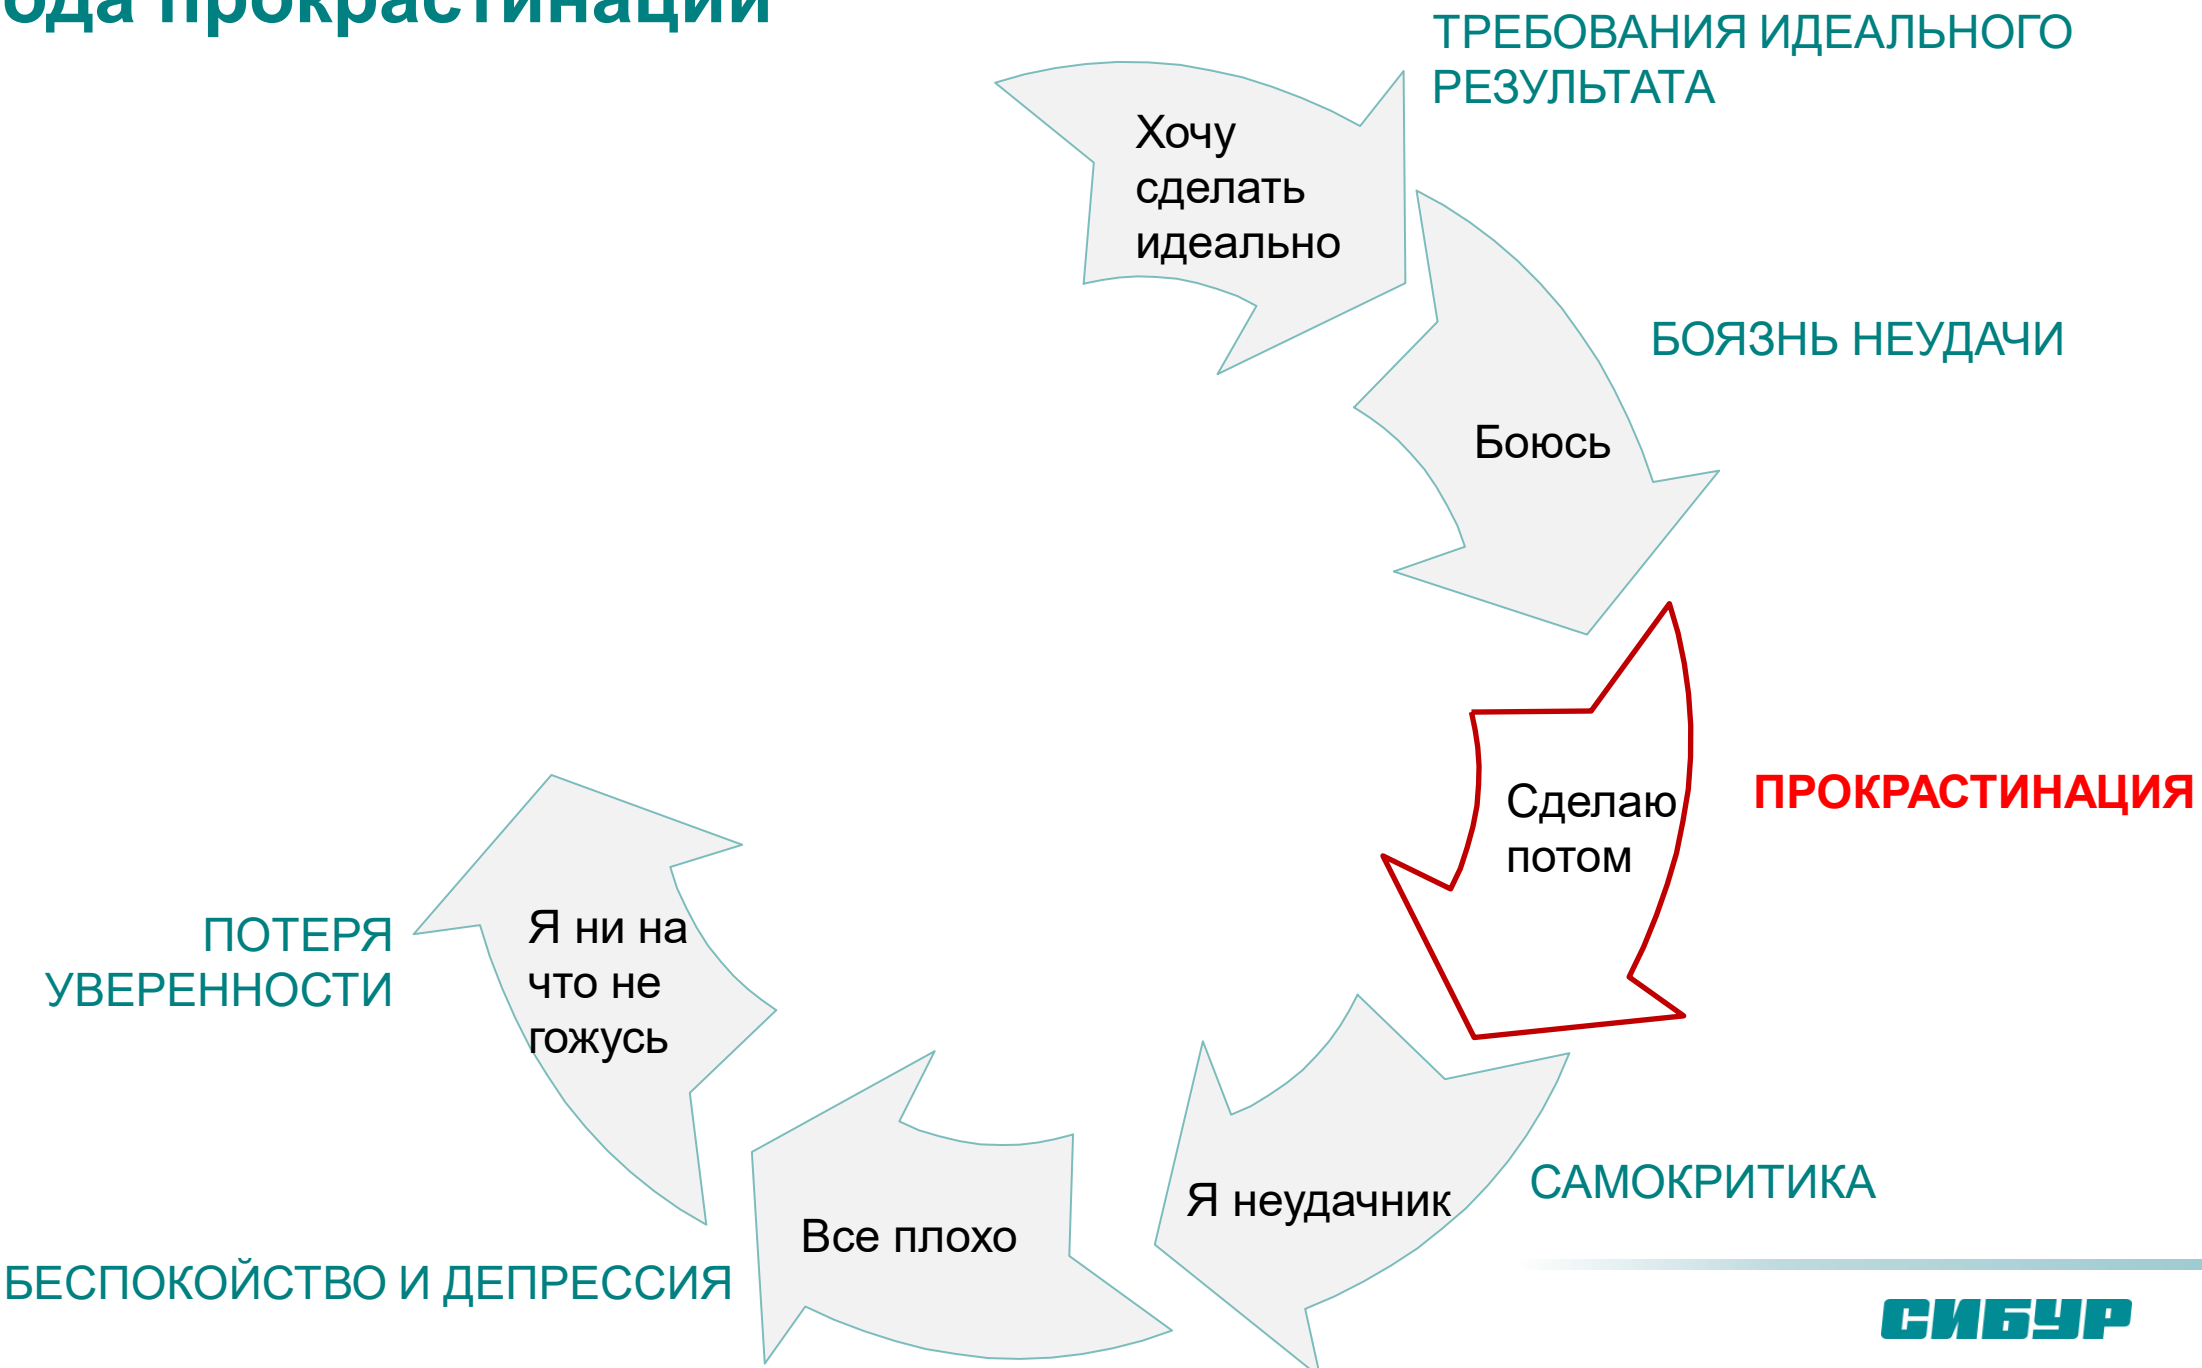 прокрастинации
ТРЕБОВАНИЯ ИДЕАЛЬНОГО
РЕЗУЛЬТАТА
Хочу
сделать
идеально
БОЯЗНЬ НЕУДАЧИ
Боюсь
ПРОКРАСТИНАЦИЯ
Сделаю
потом
САМОКРИТИКА
Я неудачник
Все плохо
БЕСПОКОЙСТВО И ДЕПРЕССИЯ
Я ни на
что не
гожусь
ПОТЕРЯ
УВЕРЕННОСТИ
СИБУР